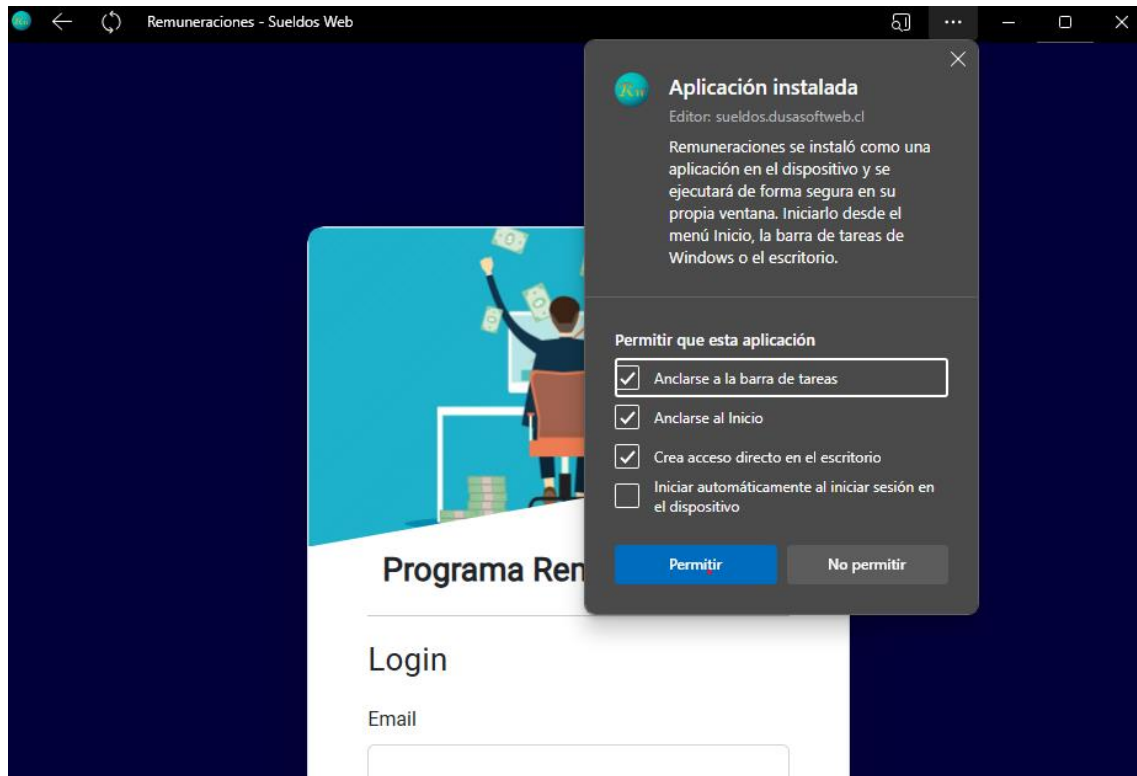 Remuneraciones - Sueldos Web
Aplicación instalada
Editor: sueldos.dusasoftweb.cl
Remuneraciones se instaló como una
aplicación en el dispositivo y se
ejecutará de forma segura en su
propia ventana. Iniciarlo desde el
menú Inicio, la barra de tareas de
Windows o el escritorio.
Permitir que esta aplicación
Anclarse a la barra de tareas
Anclarse al Inicio
Crea acceso directo en el escritorio
Iniciar automáticamente al iniciar sesión en
el dispositivo
Permitir No permitir
Programa Ren
Login
Email